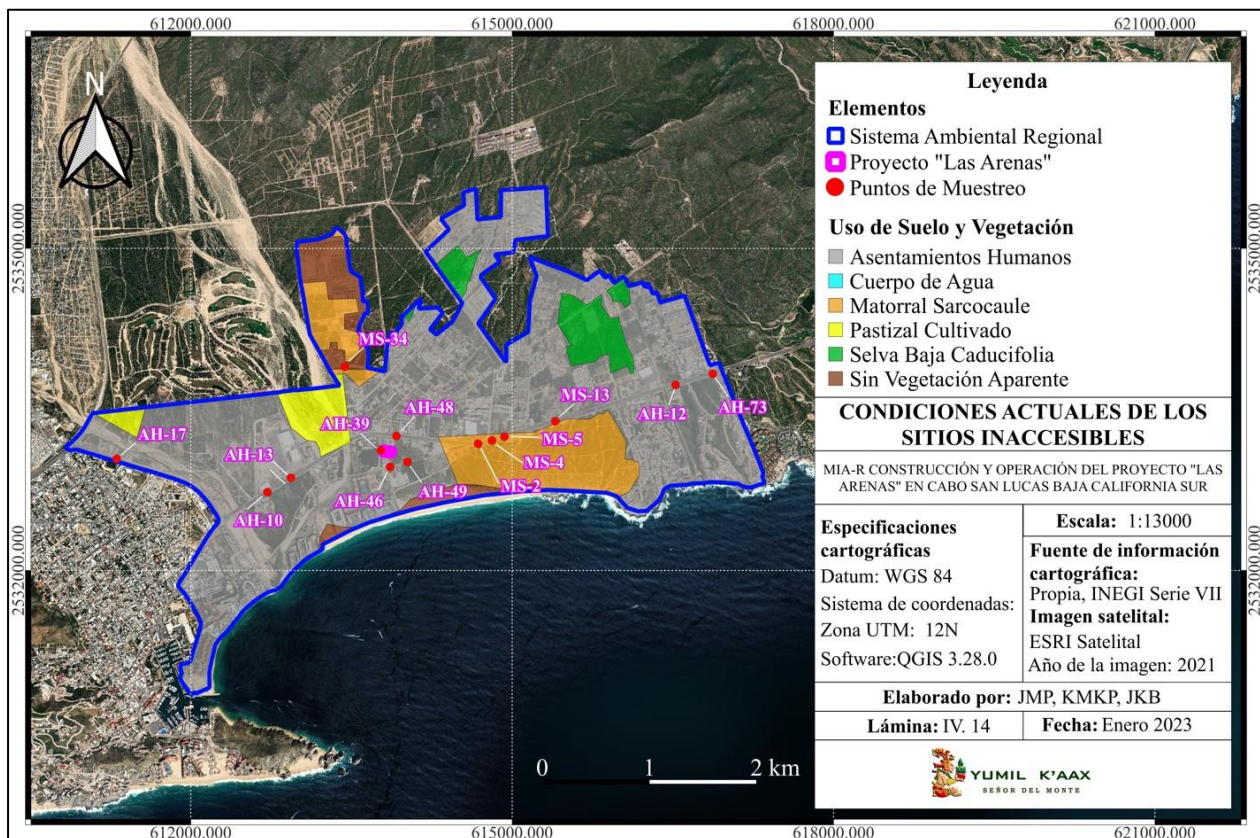 612000.000
615000.000
618000.000
621000.000
N
2535000.000
2535000.000
2532000.000
2532000.000
MS-34
AH-39
AH-48
MS-13
AH-12
AH-73
AH-17
AH-13
MS-5
MS-4
AH-10
AH-46
AH-49
MS-2
0
1
2 km
Leyenda
Elementos
Sistema Ambiental Regional
Proyecto "Las Arenas"
Puntos de Muestreo
Uso de Suelo y Vegetación
Asentamientos Humanos
Cuerpo de Agua
Matorral Sarcocaule
Pastizal Cultivado
Selva Baja Caducifolia
Sin Vegetación Aparente
CONDICIONES ACTUALES DE LOS
SITIOS INACCESIBLES
MIA-R CONSTRUCCIÓN Y OPERACIÓN DEL PROYECTO "LAS
ARENAS" EN CABO SAN LUCAS BAJA CALIFORNIA SUR
Especificaciones
cartográficas
Datum: WGS 84
Sistema de coordenadas:
Zona UTM: 12N
Software:QGIS 3.28.0
Escala: 1:13000
Fuente de información
cartográfica:
Propia, INEGI Serie VII
Imagen satelital:
ESRI Satelital
Año de la imagen: 2021
Elaborado por: JMP, KMKP, JKB
Lámina: IV. 14
Fecha: Enero 2023
YUMIL K'AAX
SEÑOR DEL MONTE
612000.000
615000.000
618000.000
621000.000